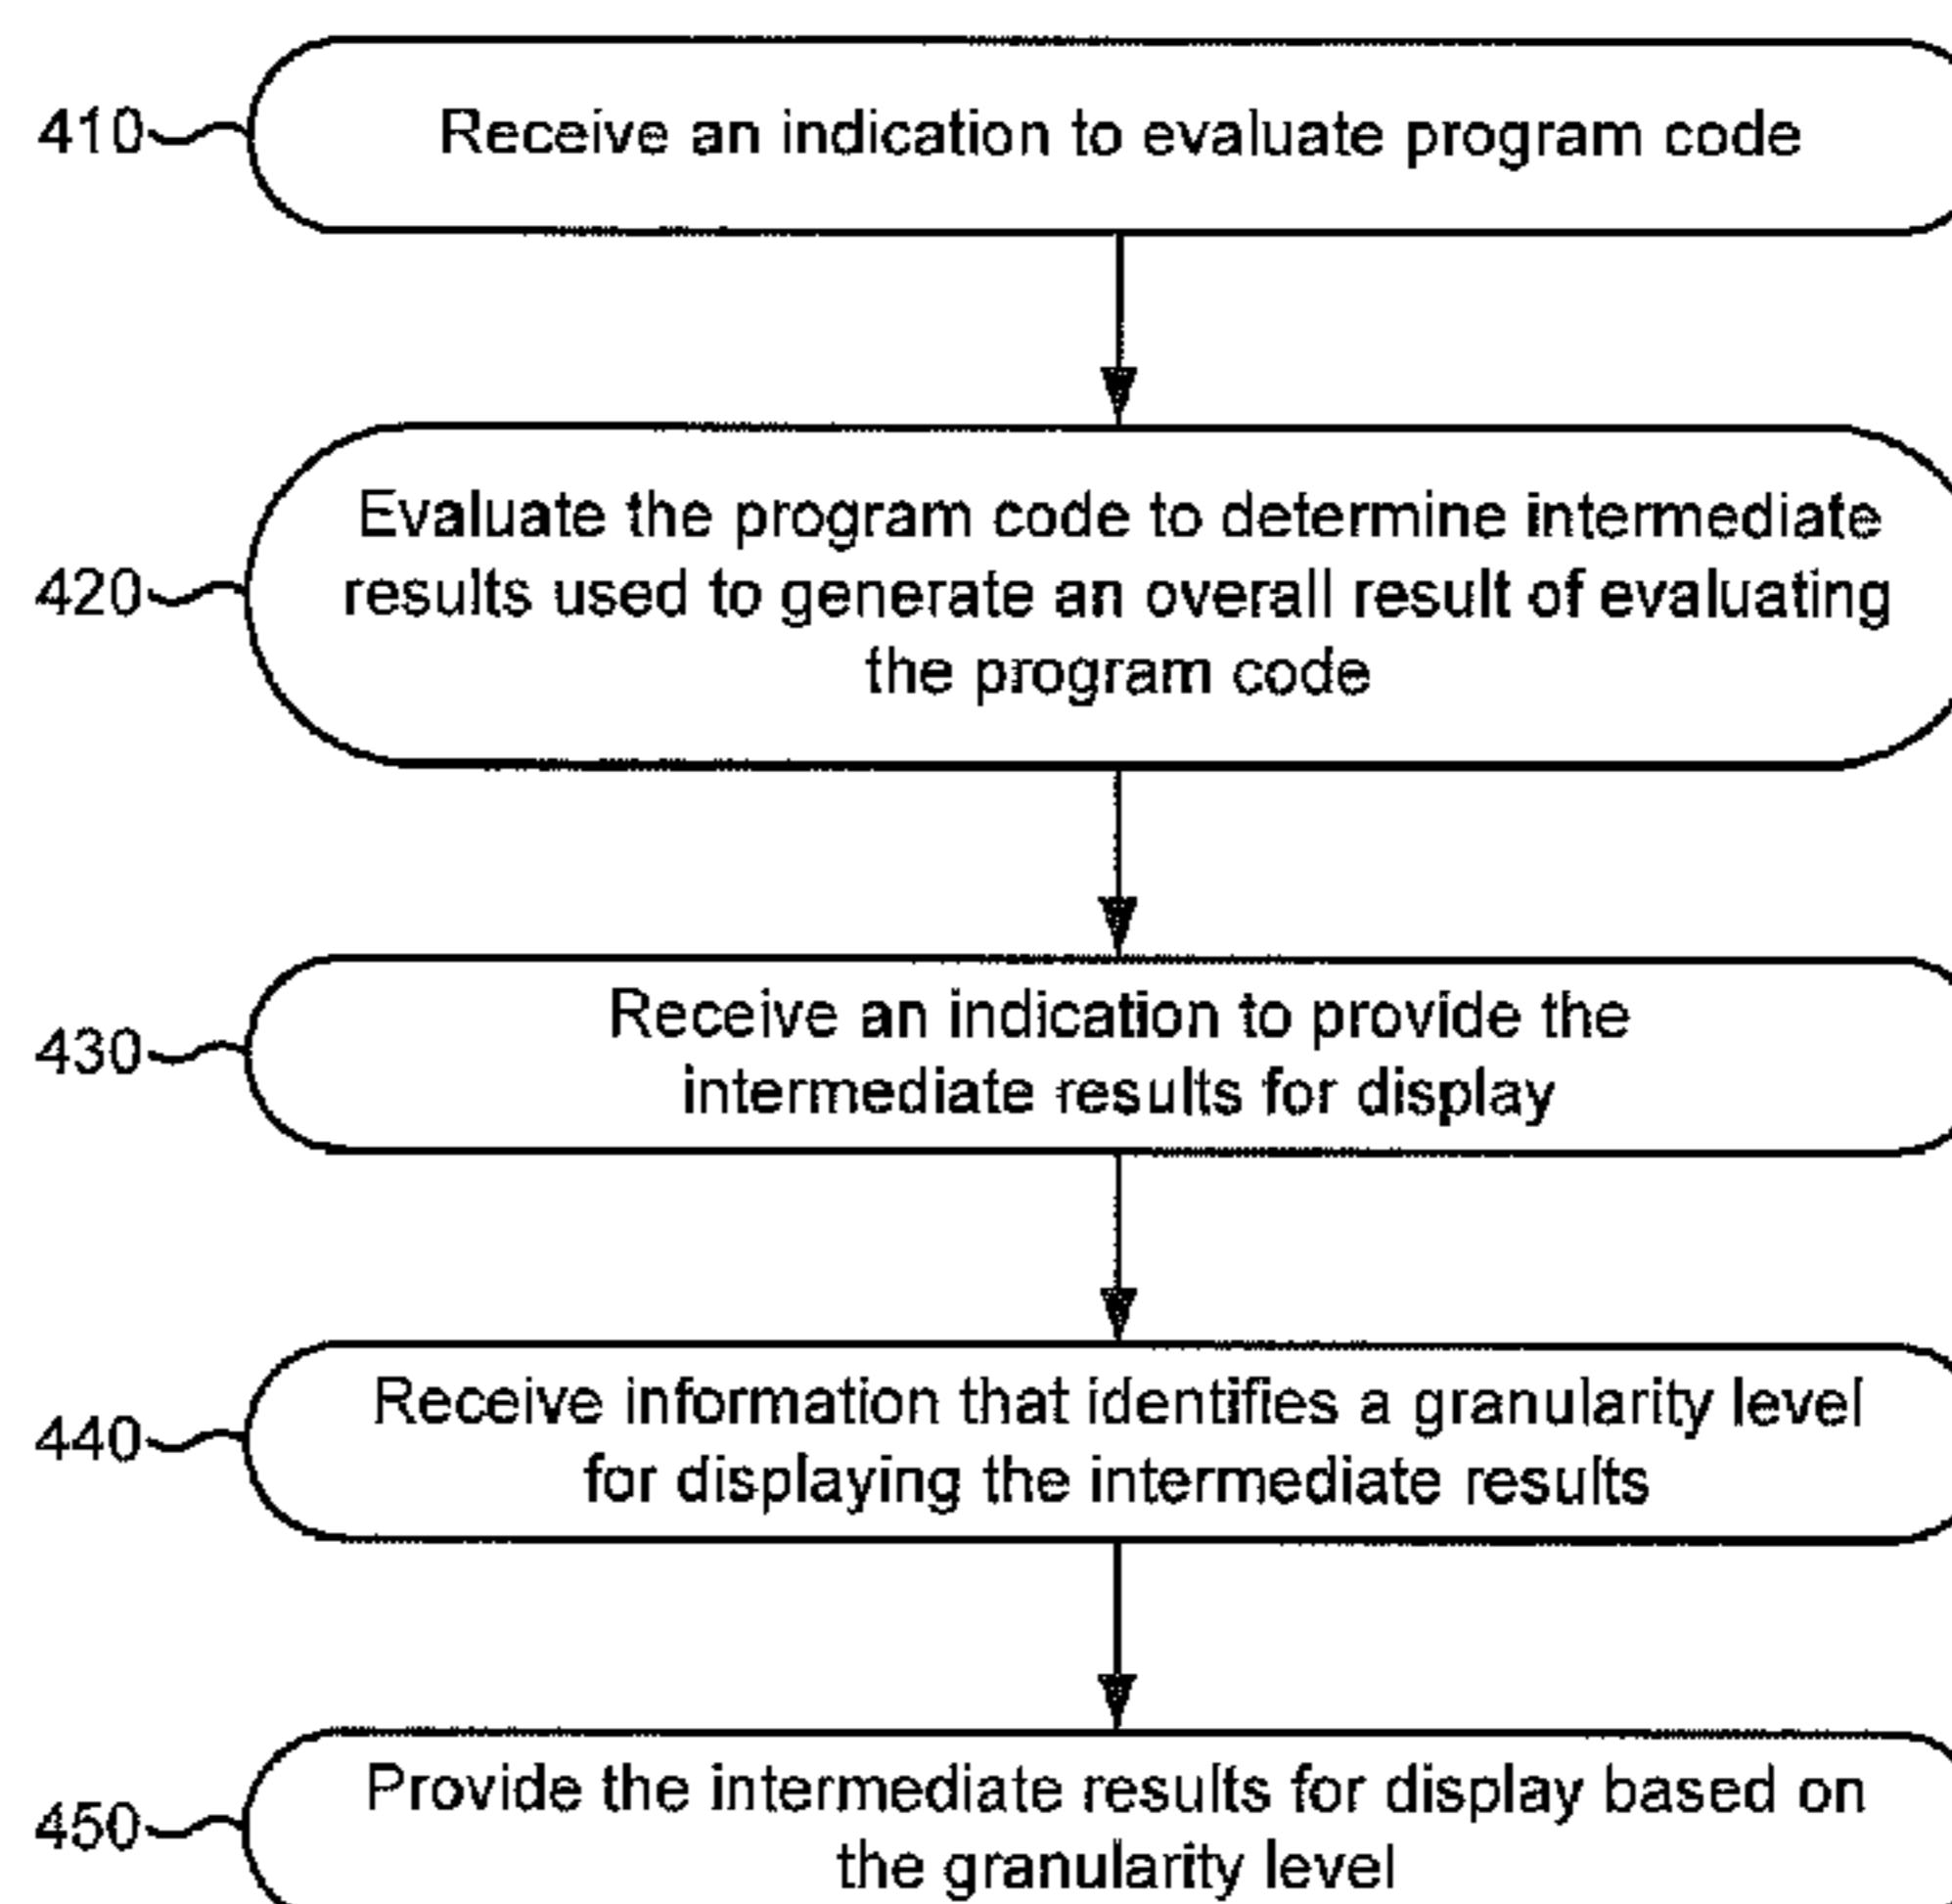 410
Receive an indication to evaluate program code
420
Evaluate the program code to determine intermediate
results used to generate an overall result of evaluating
the program code
430
Receive an indication to provide the
intermediate results for display
440
Receive information that identifies a granularity level
for displaying the intermediate results
450
Provide the intermediate results for display based on
the granularity level